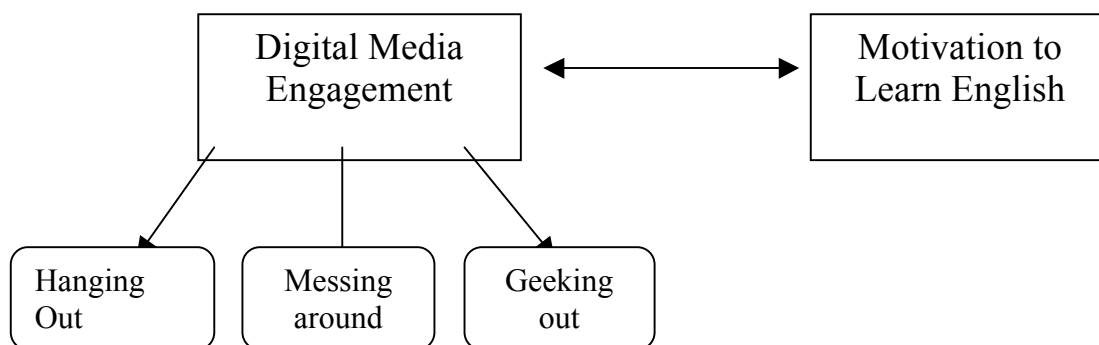 Digital Media
Engagement
Motivation to
Learn English
Hanging
Out
Messing
around
Geeking
out